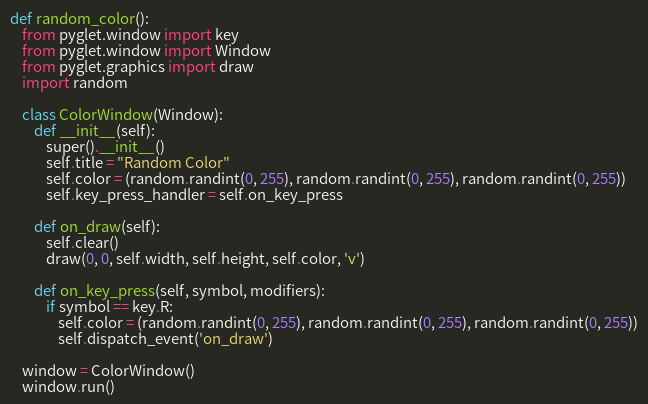 def random_color():
    from pyglet.window import key
    from pyglet.window import Window
    from pyglet.graphics import draw
    import random

    class ColorWindow(Window):
        def __init__(self):
            super().__init__()
            self.title = "Random Color"
            self.color = (random.randint(0, 255), random.randint(0, 255), random.randint(0, 255))
            self.key_press_handler = self.on_key_press

        def on_draw(self):
            self.clear()
            draw(0, 0, self.width, self.height, self.color, 'v')

        def on_key_press(self, symbol, modifiers):
            if symbol == key.R:
                self.color = (random.randint(0, 255), random.randint(0, 255), random.randint(0, 255))
                self.dispatch_event('on_draw')

    window = ColorWindow()
    window.run()